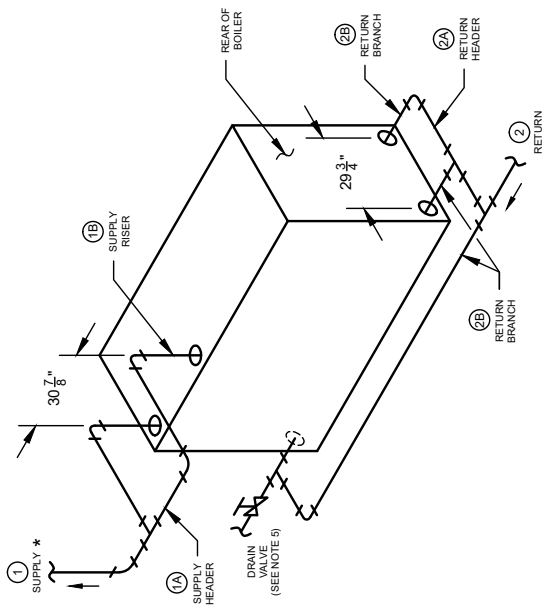 1
SUPPLY *
30 7/8"
1B
SUPPLY
RISER
REAR OF
BOILER
2B
RETURN
BRANCH
2A
RETURN
HEADER
2
RETURN
29 3/4"
2B
RETURN
BRANCH
1A
SUPPLY
HEADER
DRAIN
VALVE
(SEE NOTE 5)